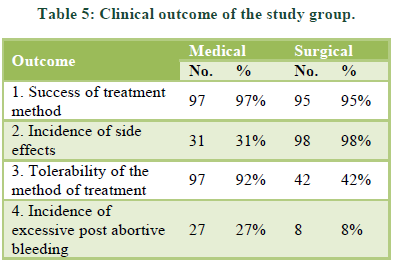 Table 5: Clinical outcome of the study group.
Outcome Medical Surgical
No. % No. %
1. Success of treatment
method 97 97% 95 95%
2. Incidence of side
effects 31 31% 98 98%
3. Tolerability of the
method of treatment 97 92% 42 42%
4. Incidence of
excessive post abortive
bleeding 27 27% 8 8%